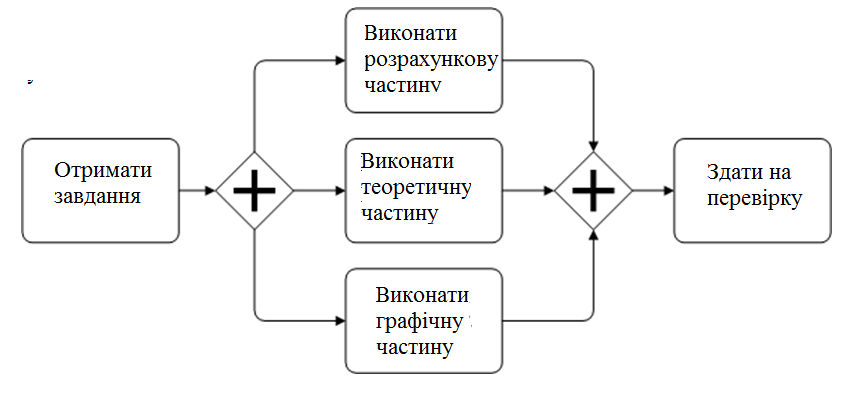 Отримати
завдання
Виконати
розрахункову
частину
Виконати
теоретичну
частину
Виконати
графічну
частину
Здати на
перевірку